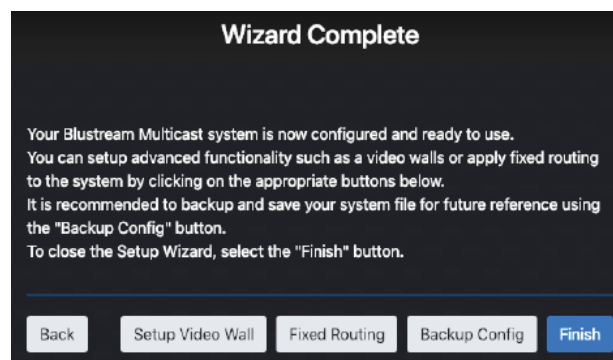 Wizard Complete
Your Blustream Multicast system is now configured and ready to use.
You can setup advanced functionality such as a video walls or apply fixed routing
to the system by clicking on the appropriate buttons below.
It is recommended to backup and save your system file for future reference using
the "Backup Config" button.
To close the Setup Wizard, select the "Finish" button.
Back Setup Video Wall Fixed Routing Backup Config Finish